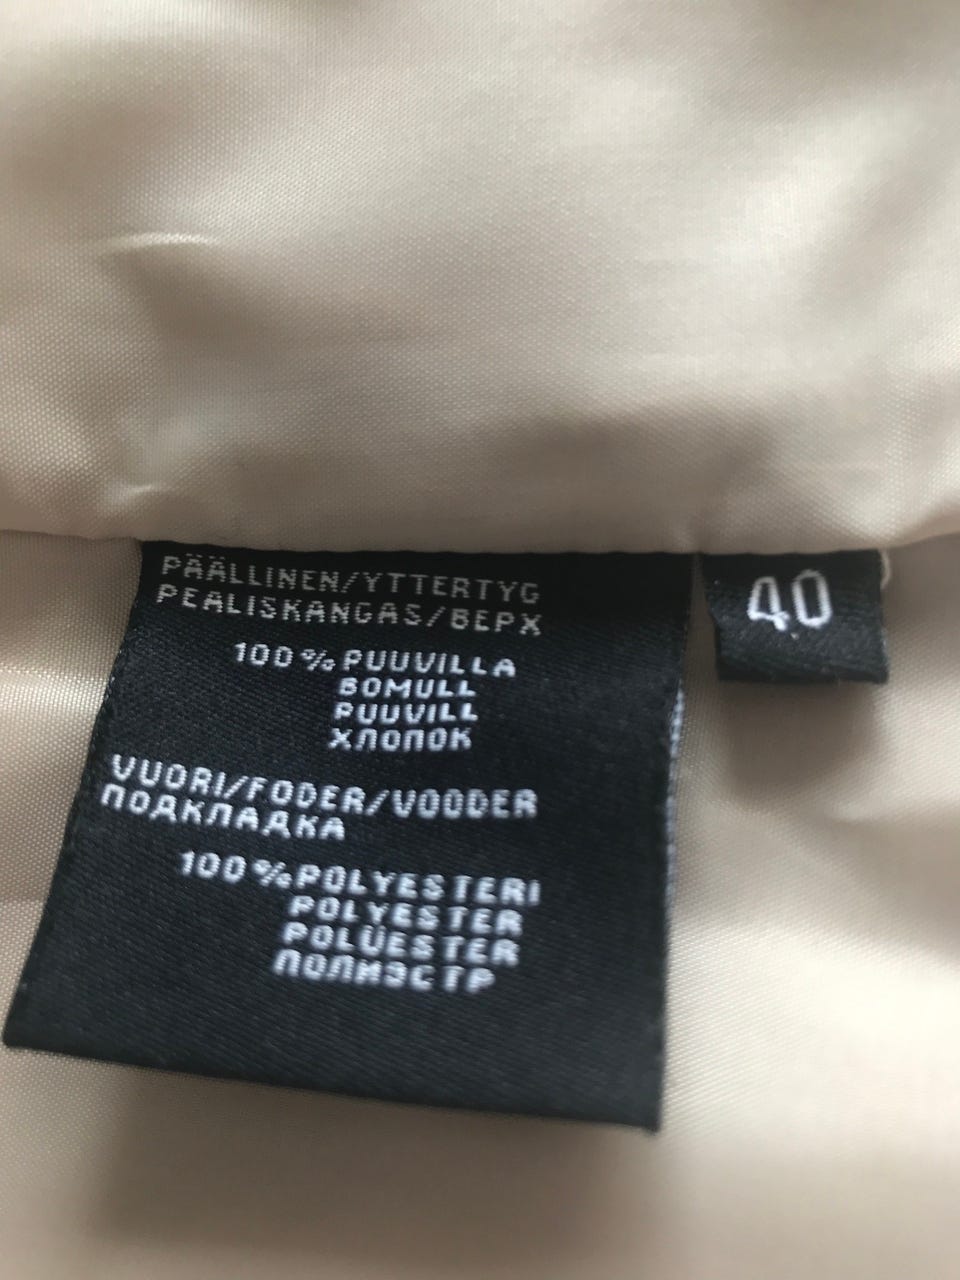 PÄÄLLINEN/YTTERTYG
PEALISKANGAS/ВЕРХ
100%PUUVILLA
BOMULL
PUUVILL
ХЛОПОК
VUORI/FODER/VOODER
ПОДКЛАДКА
100%POLYESTERI
POLYESTER
POLÜESTER
ПОЛИЭСТР
40